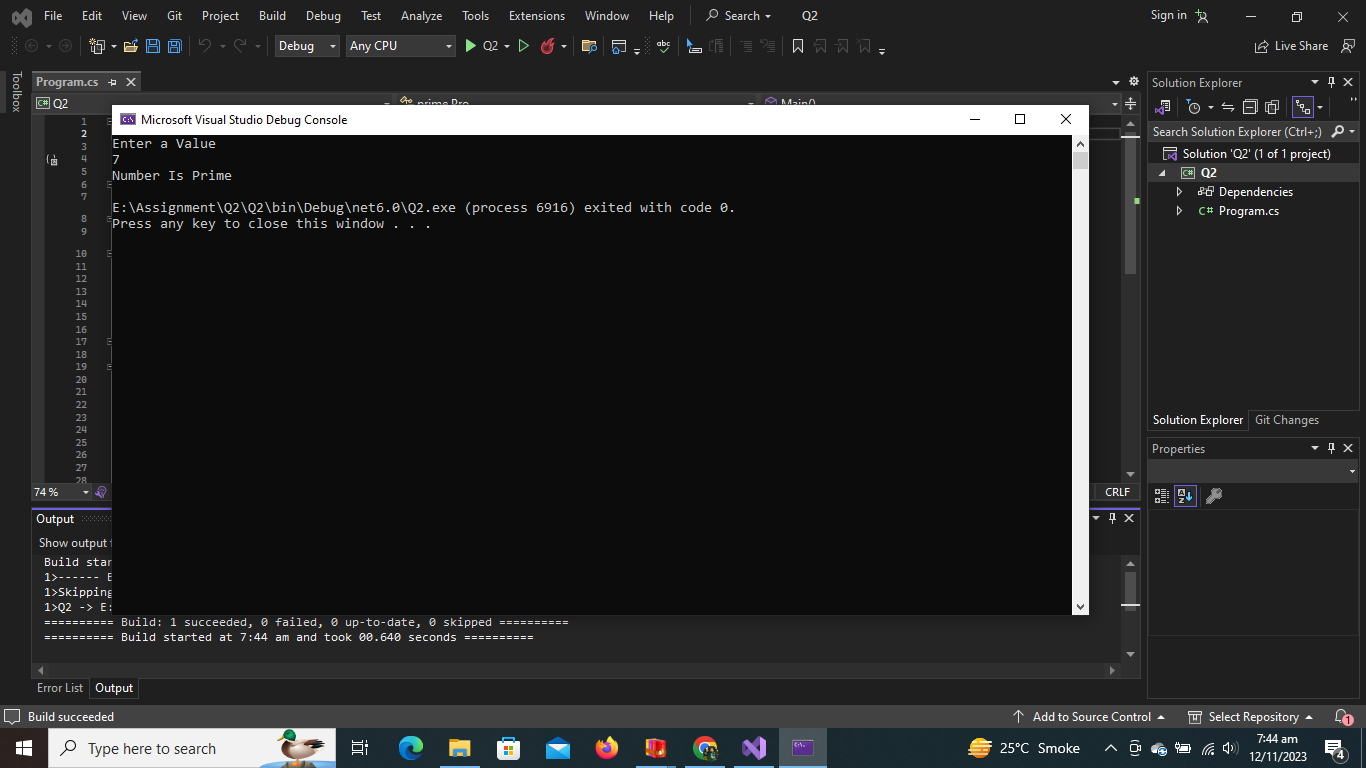 File Edit View Git Project Build Debug Test Analyze Tools Extensions Window Help Search Q2 Sign in
Debug Any CPU Q2 abc Live Share
Toolbox
Program.cs
Q2 Main()
Microsoft Visual Studio Debug Console
Enter a Value
7
Number Is Prime
E:\Assignment\Q2\Q2\bin\Debug\net6.0\Q2.exe (process 6916) exited with code 0.
Press any key to close this window . . .
1
2
3
4
5
6
7
8
9
10
11
12
13
14
15
16
17
18
19
20
21
22
23
24
25
26
27
28
74 % CRLF
Solution Explorer
Search Solution Explorer (Ctrl+;)
Solution 'Q2' (1 of 1 project)
C# Q2
Dependencies
C# Program.cs
Solution Explorer Git Changes
Properties
Output
Show output
Build star
1>------ B
1>Skipping
1>Q2 -> E:
========== Build: 1 succeeded, 0 failed, 0 up-to-date, 0 skipped ==========
========== Build started at 7:44 am and took 00.640 seconds ==========
Error List Output
Build succeeded Add to Source Control Select Repository 1
Type here to search 25°C Smoke 7:44 am
12/11/2023 4